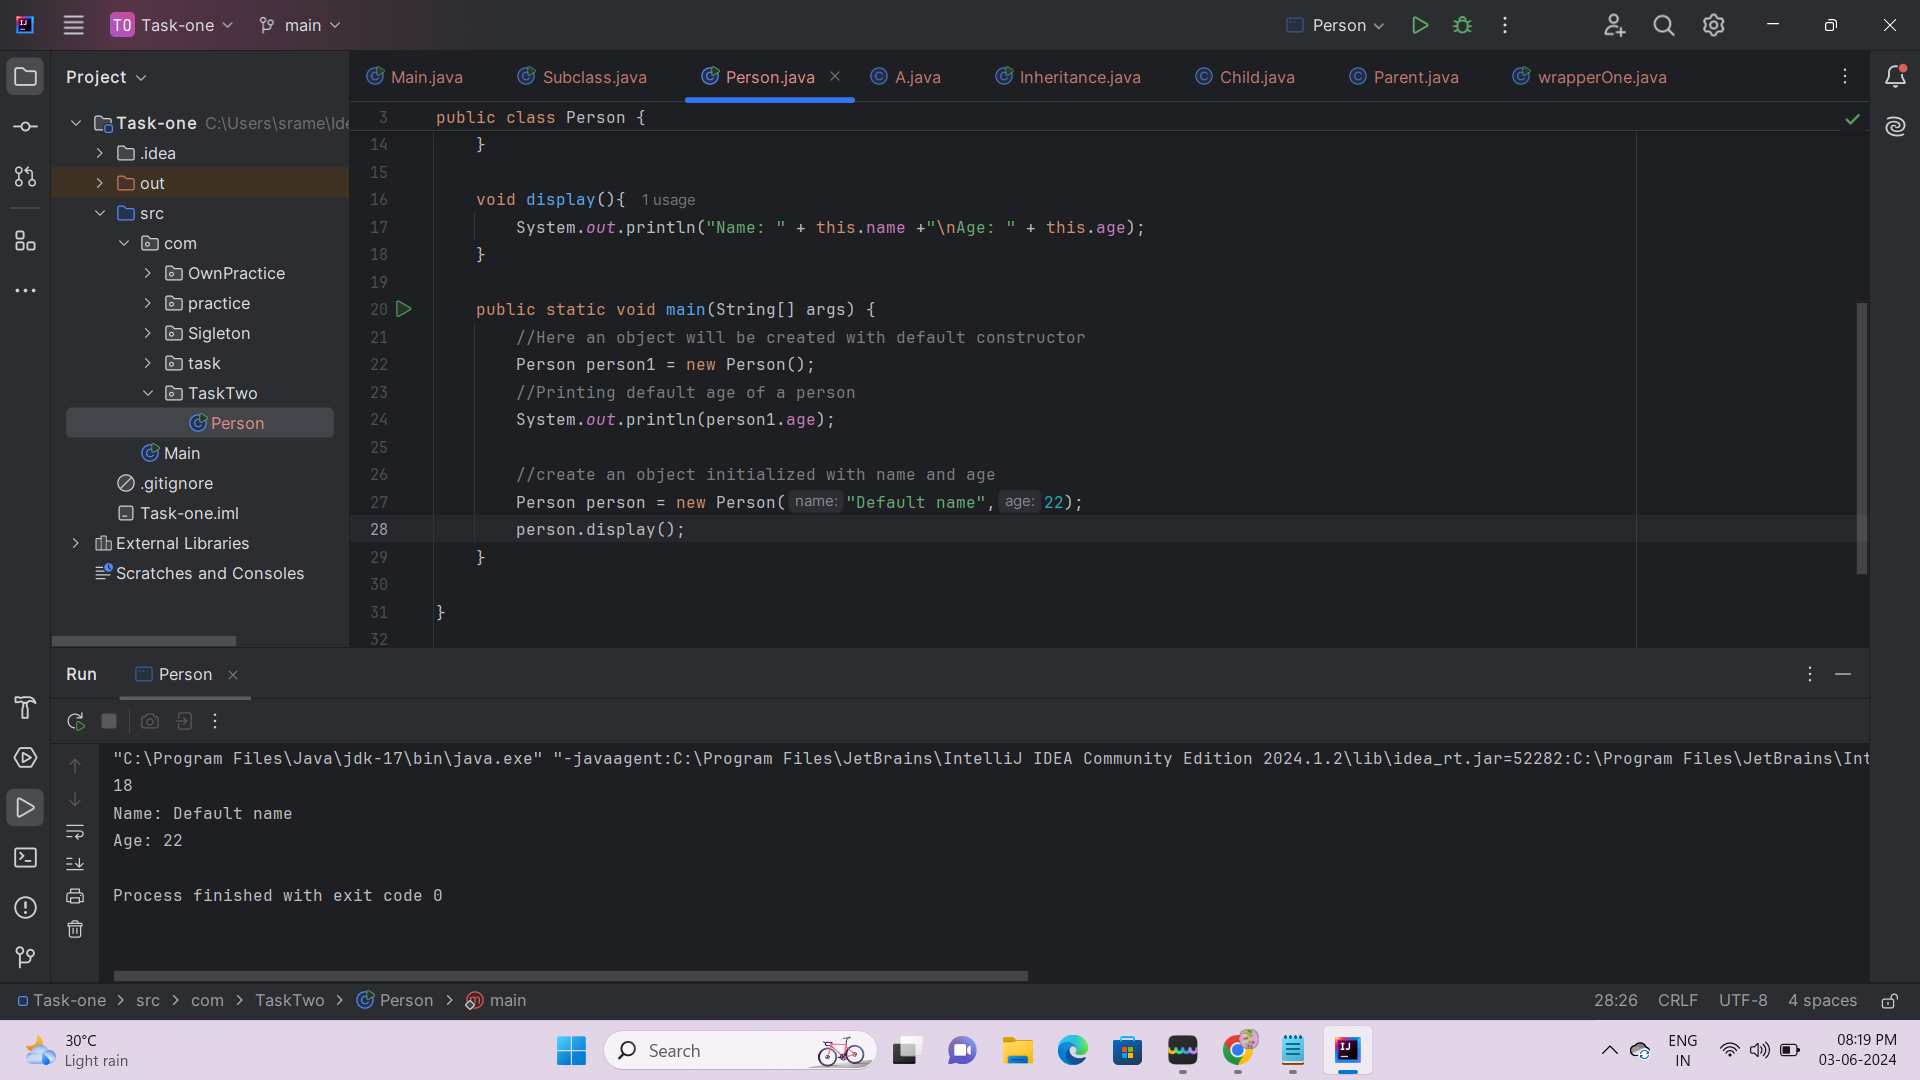 TO Task-one main Person
Project
Main.java Subclass.java Person.java A.java Inheritance.java Child.java Parent.java wrapperOne.java
Task-one C:\Users\srame\Ide
.idea
out
src
com
OwnPractice
practice
Sigleton
task
TaskTwo
Person
Main
.gitignore
Task-one.iml
External Libraries
Scratches and Consoles
3 public class Person {
14 }
15
16 void display(){ 1 usage
17 System.out.println("Name: " + this.name +"\nAge: " + this.age);
18 }
19
20 public static void main(String[] args) {
21 //Here an object will be created with default constructor
22 Person person1 = new Person();
23 //Printing default age of a person
24 System.out.println(person1.age);
25
26 //create an object initialized with name and age
27 Person person = new Person( name: "Default name", age: 22);
28 person.display();
29 }
30
31 }
32
Run Person
"C:\Program Files\Java\jdk-17\bin\java.exe" "-javaagent:C:\Program Files\JetBrains\IntelliJ IDEA Community Edition 2024.1.2\lib\idea_rt.jar=52282:C:\Program Files\JetBrains\Int
18
Name: Default name
Age: 22
Process finished with exit code 0
Task-one > src > com > TaskTwo > Person > main 28:26 CRLF UTF-8 4 spaces
30°C
Light rain
Search
ENG
IN
08:19 PM
03-06-2024